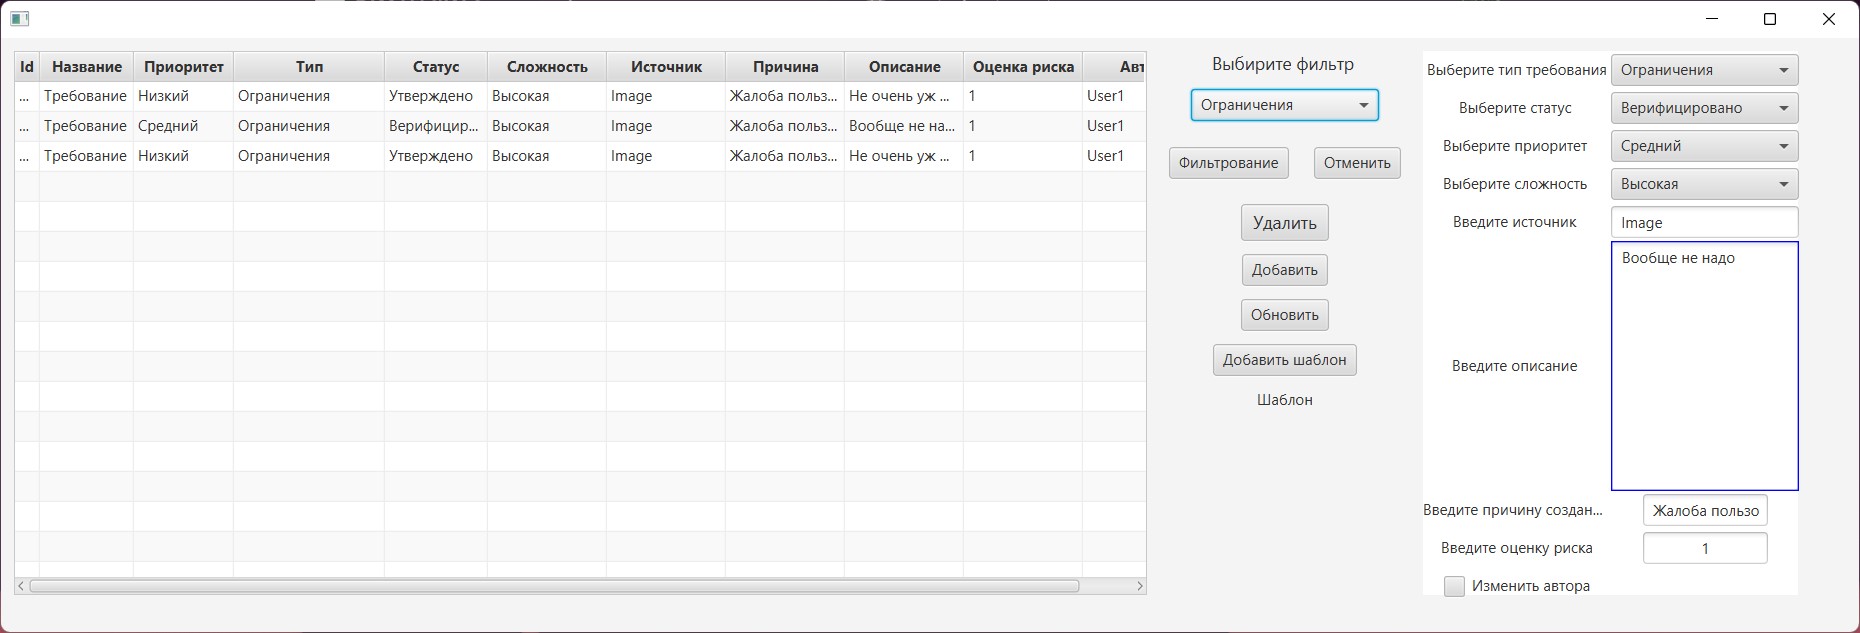 Id Название Приоритет Тип Статус Сложность Источник Причина Описание Оценка риска Авт
... Требование Низкий Ограничения Утверждено Высокая Image Жалоба польз... Не очень уж ... 1 User1
... Требование Средний Ограничения Верифицир... Высокая Image Жалоба польз... Вообще не на... 1 User1
... Требование Низкий Ограничения Утверждено Высокая Image Жалоба польз... Не очень уж ... 1 User1
Выбирите фильтр
Ограничения
Фильтрование Отменить
Удалить
Добавить
Обновить
Добавить шаблон
Шаблон
Выберите тип требования Ограничения
Выберите статус Верифицировано
Выберите приоритет Средний
Выберите сложность Высокая
Введите источник Image
Введите описание Вообще не надо
Введите причину создан... Жалоба пользо
Введите оценку риска 1
Изменить автора